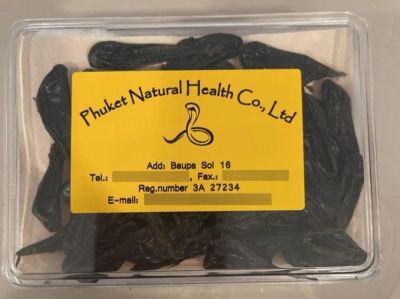 Phuket Natural Health Co., Ltd
Add: Baupa Soi 16
Tel.: , Fax.:
Reg.number 3A 27234
E-mail: